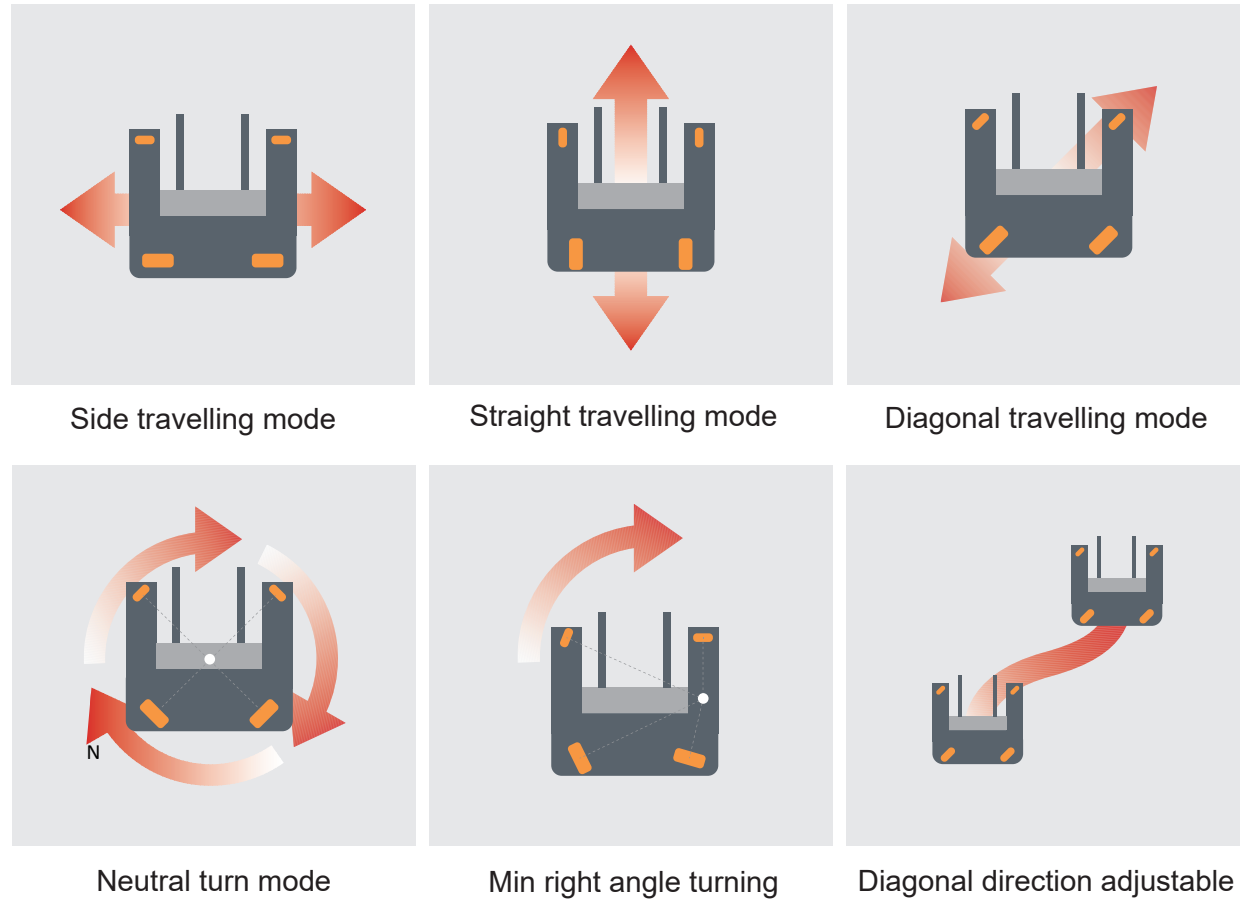 Side travelling mode
Straight travelling mode
Diagonal travelling mode
N
Neutral turn mode
Min right angle turning
Diagonal direction adjustable